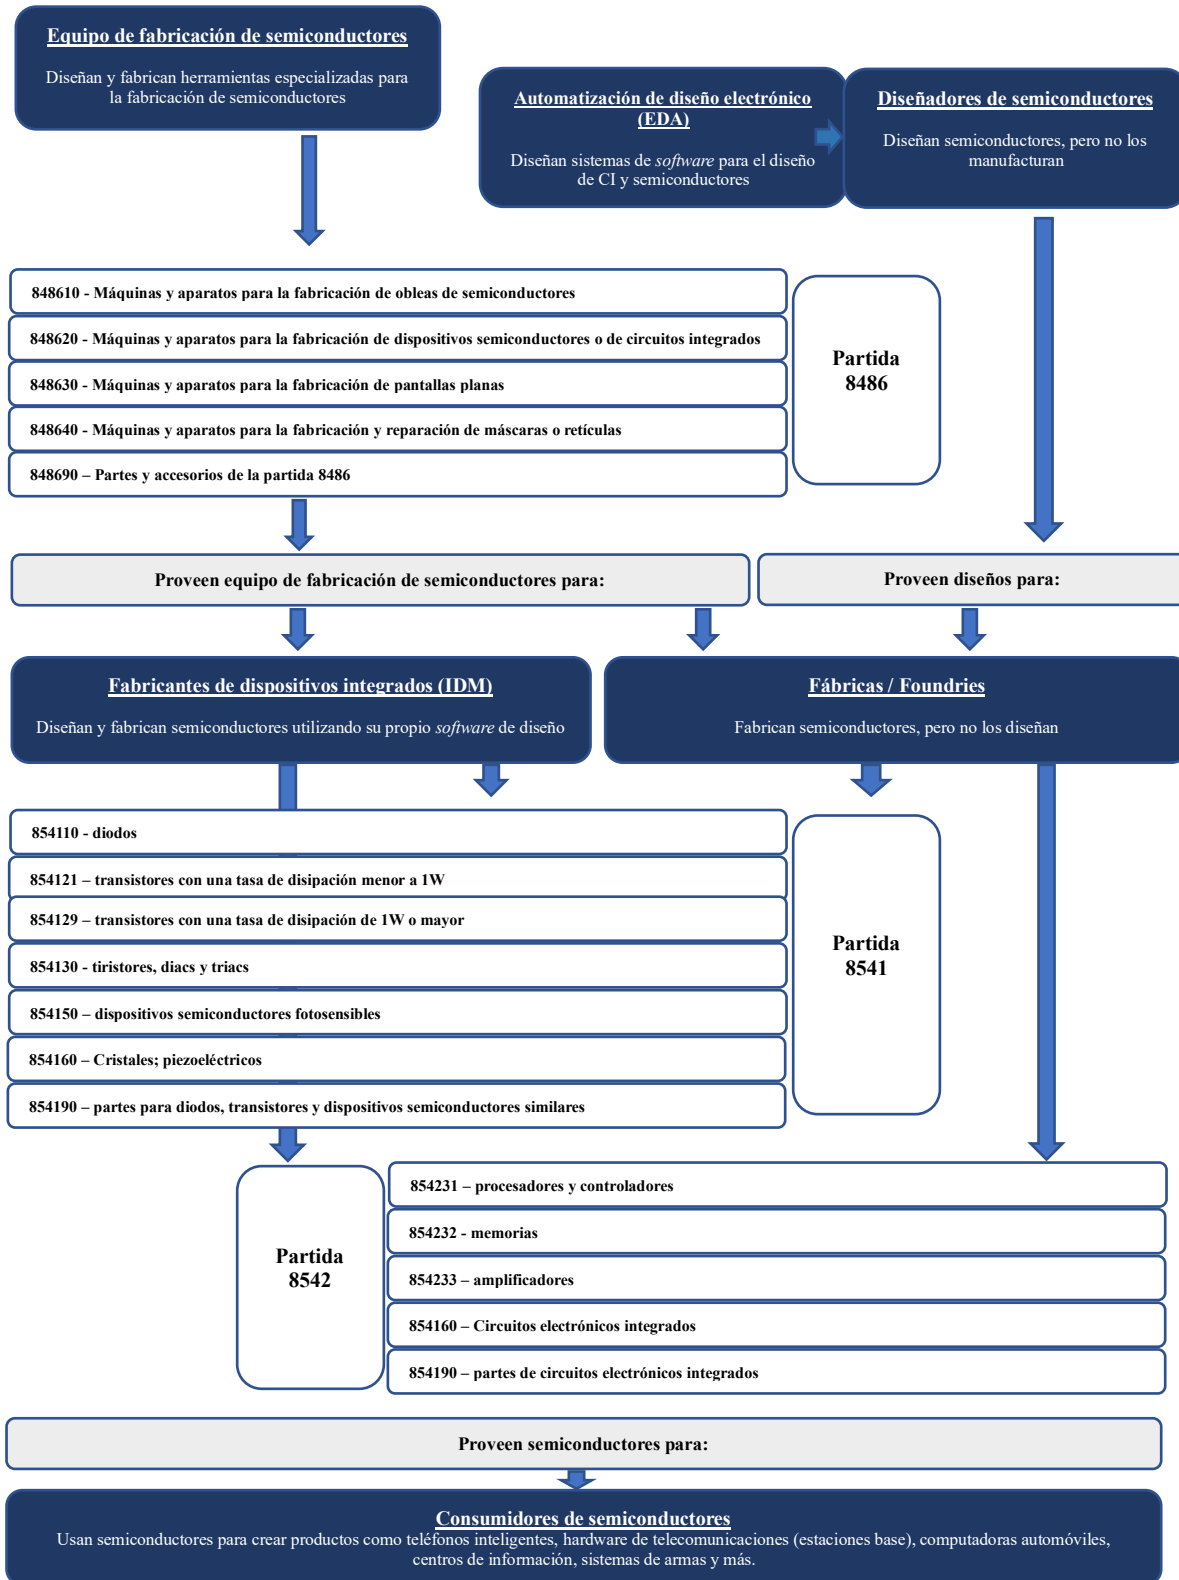 Equipo de fabricación de semiconductores
Diseñan y fabrican herramientas especializadas para
la fabricación de semiconductores
Automatización de diseño electrónico
(EDA)
Diseñan sistemas de software para el diseño
de CI y semiconductores
Diseñadores de semiconductores
Diseñan semiconductores, pero no los
manufacturan
848610 - Máquinas y aparatos para la fabricación de obleas de semiconductores
848620 - Máquinas y aparatos para la fabricación de dispositivos semiconductores o de circuitos integrados
848630 - Máquinas y aparatos para la fabricación de pantallas planas
848640 - Máquinas y aparatos para la fabricación y reparación de máscaras o retículas
848690 – Partes y accesorios de la partida 8486
Partida
8486
Proveen equipo de fabricación de semiconductores para:
Proveen diseños para:
Fabricantes de dispositivos integrados (IDM)
Diseñan y fabrican semiconductores utilizando su propio software de diseño
Fábricas / Foundries
Fabrican semiconductores, pero no los diseñan
854110 - diodos
854121 – transistores con una tasa de disipación menor a 1W
854129 – transistores con una tasa de disipación de 1W o mayor
854130 - tiristores, diacs y triacs
854150 – dispositivos semiconductores fotosensibles
854160 – Cristales; piezoeléctricos
854190 – partes para diodos, transistores y dispositivos semiconductores similares
Partida
8541
Partida
8542
854231 – procesadores y controladores
854232 - memorias
854233 – amplificadores
854160 – Circuitos electrónicos integrados
854190 – partes de circuitos electrónicos integrados
Proveen semiconductores para:
Consumidores de semiconductores
Usan semiconductores para crear productos como teléfonos inteligentes, hardware de telecomunicaciones (estaciones base), computadoras automóviles,
centros de información, sistemas de armas y más.